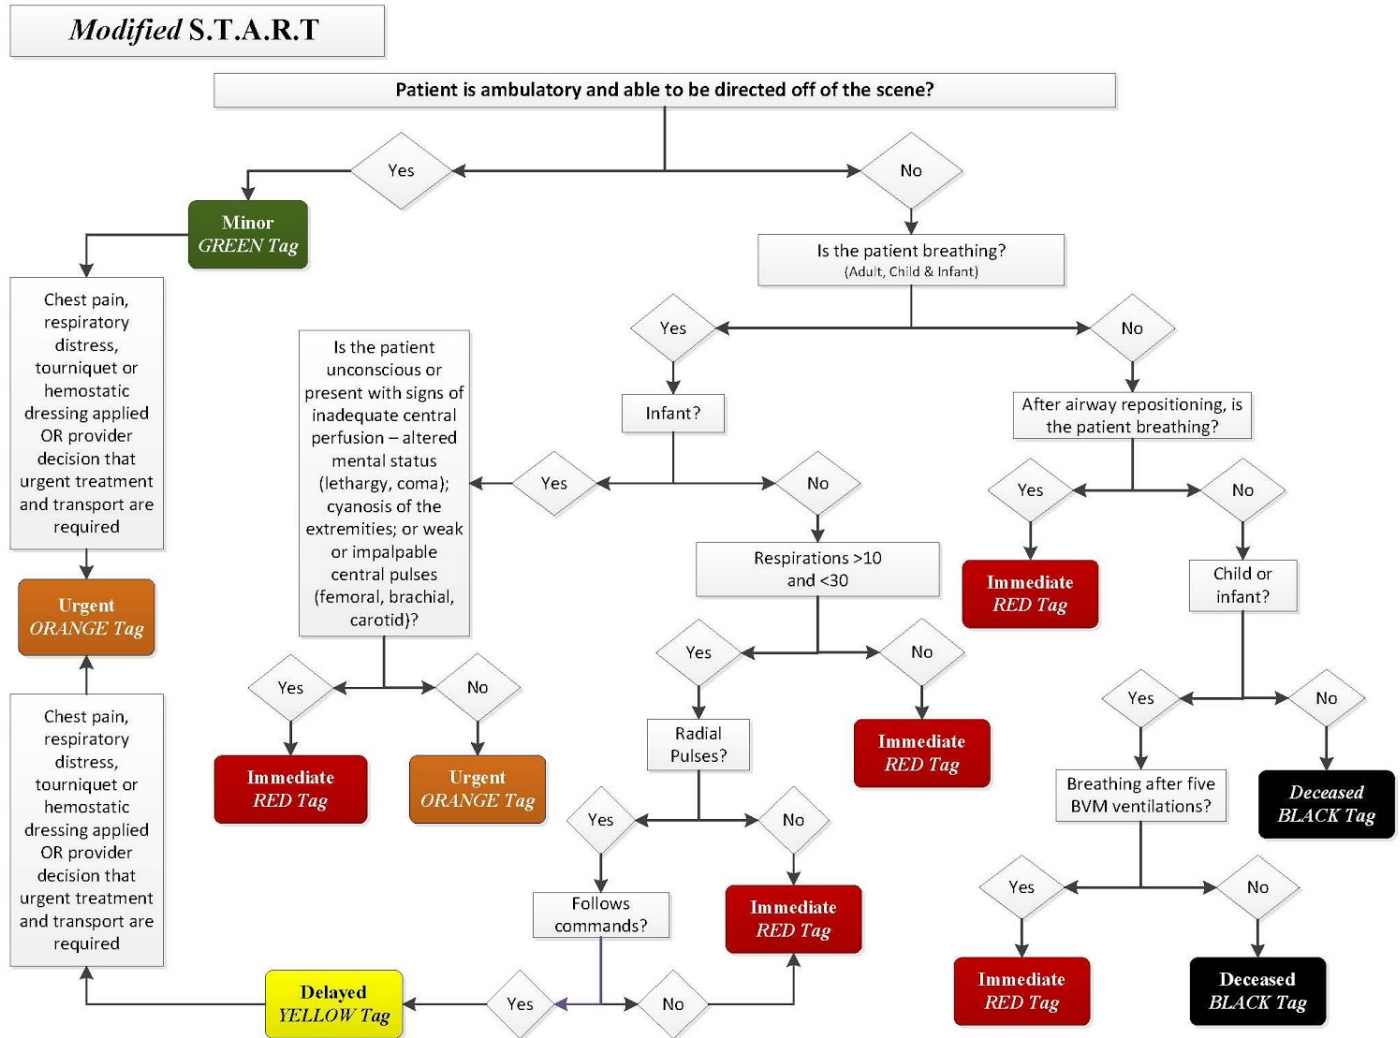 Modified S.T.A.R.T
Patient is ambulatory and able to be directed off of the scene?
Yes
No
Minor
GREEN Tag
Is the patient breathing?
(Adult, Child & Infant)
Chest pain,
respiratory
distress,
tourniquet or
hemostatic
dressing applied
OR provider
decision that
urgent treatment
and transport are
required
Yes
No
Is the patient
unconscious or
present with signs of
inadequate central
perfusion – altered
mental status
(lethargy, coma);
cyanosis of the
extremities; or weak
or impalpable
central pulses
(femoral, brachial,
carotid)?
Infant?
After airway repositioning, is
the patient breathing?
Yes
No
Yes
No
Respirations >10
and <30
Immediate
RED Tag
Child or
infant?
Urgent
ORANGE Tag
Yes
No
Yes
No
Yes
No
Chest pain,
respiratory
distress,
tourniquet or
hemostatic
dressing applied
OR provider
decision that
urgent treatment
and transport are
required
Radial
Pulses?
Immediate
RED Tag
Immediate
RED Tag
Urgent
ORANGE Tag
Breathing after five
BVM ventilations?
Deceased
BLACK Tag
Yes
No
Yes
No
Follows
commands?
Immediate
RED Tag
Immediate
RED Tag
Deceased
BLACK Tag
Delayed
YELLOW Tag
Yes
No